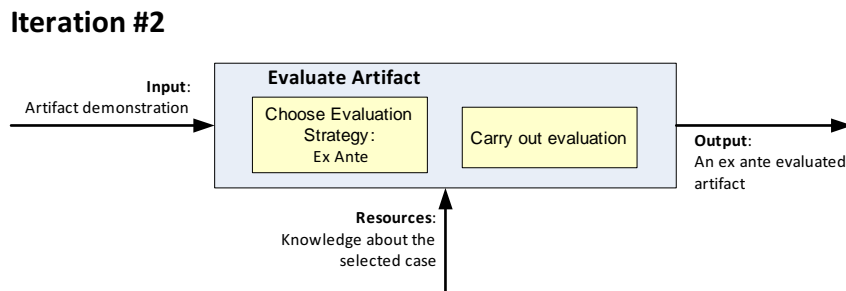 Iteration #2
Evaluate Artifact
Input:
Artifact demonstration
Choose Evaluation
Strategy:
Ex Ante
Carry out evaluation
Output:
An ex ante evaluated
artifact
Resources:
Knowledge about the
selected case